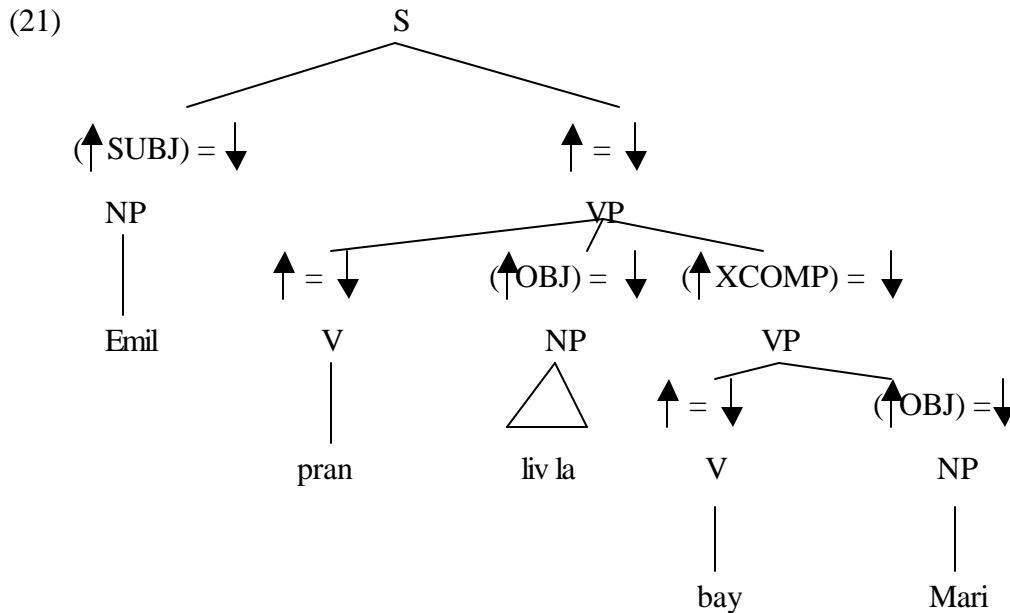 (21) S
(↑ SUBJ) = ↓ ↑ = ↓
NP VP
↑ = ↓ (↑OBJ) = ↓ (↑ XCOMP) = ↓
Emil V NP VP
↑ = ↓ (↑OBJ) = ↓
pran liv la V NP
bay Mari